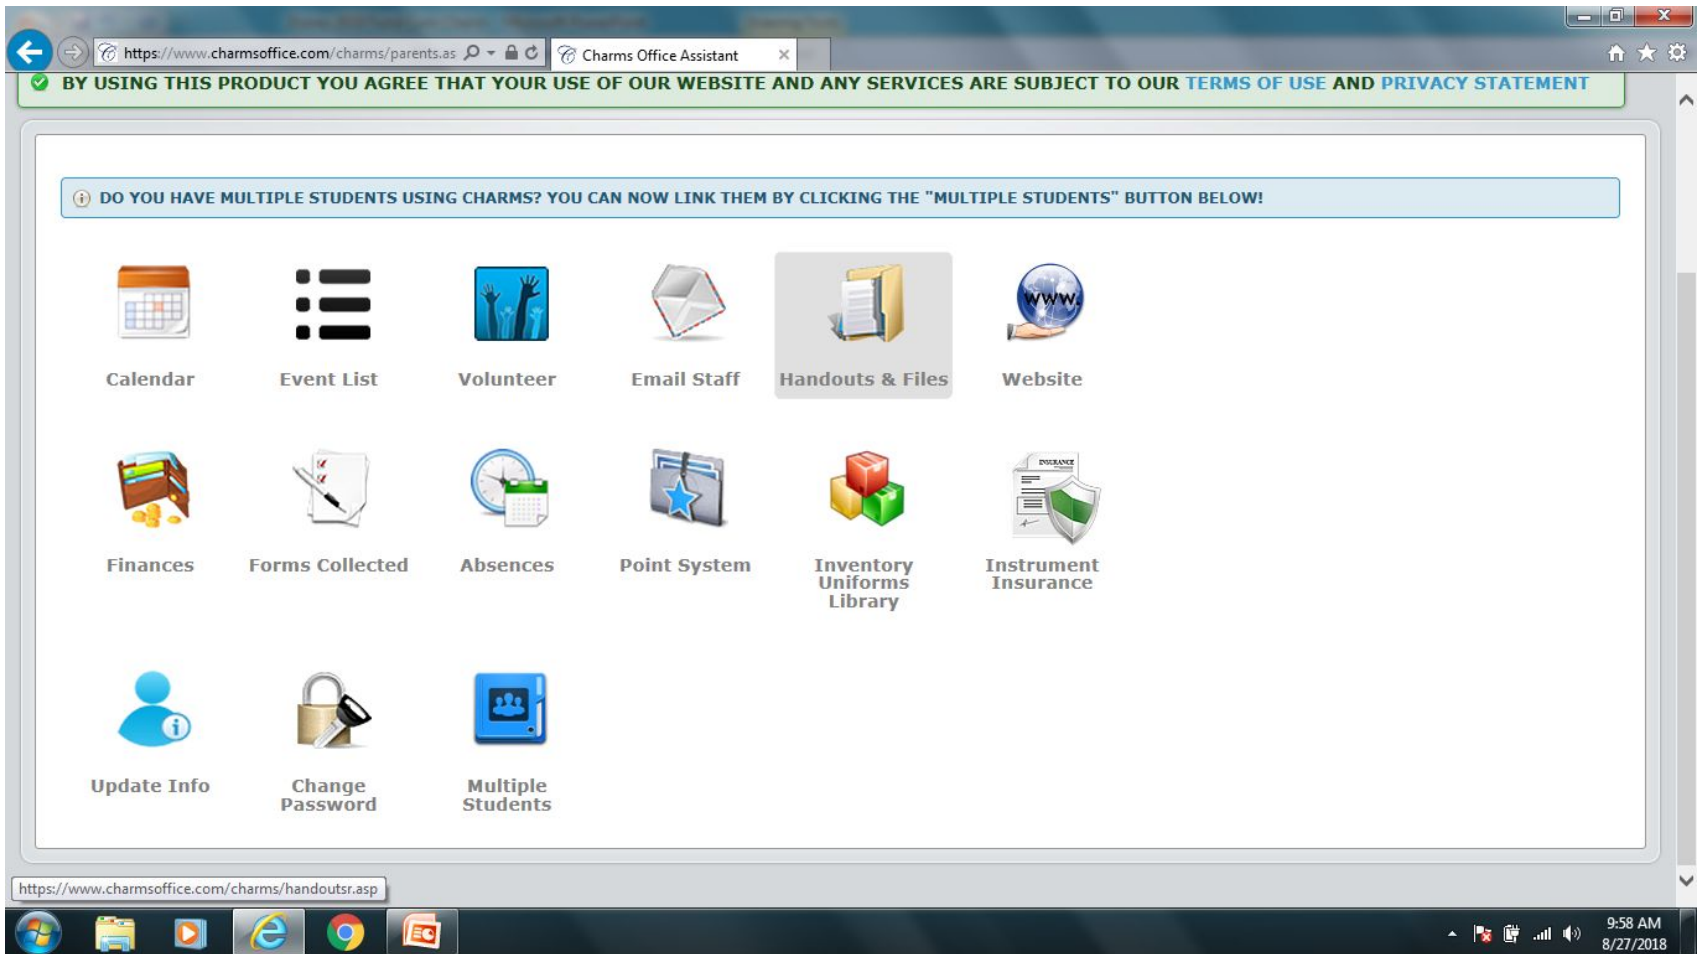 https://www.charmsoffice.com/charms/parents.as
Charms Office Assistant
BY USING THIS PRODUCT YOU AGREE THAT YOUR USE OF OUR WEBSITE AND ANY SERVICES ARE SUBJECT TO OUR TERMS OF USE AND PRIVACY STATEMENT
DO YOU HAVE MULTIPLE STUDENTS USING CHARMS? YOU CAN NOW LINK THEM BY CLICKING THE "MULTIPLE STUDENTS" BUTTON BELOW!
www.
Calendar
Event List
Volunteer
Email Staff
Handouts & Files
Website
INSURANCE
Finances
Forms Collected
Absences
Point System
Inventory
Uniforms
Library
Instrument
Insurance
Update Info
Change
Password
Multiple
Students
https://www.charmsoffice.com/charms/handoutsr.asp
9:58 AM
8/27/2018